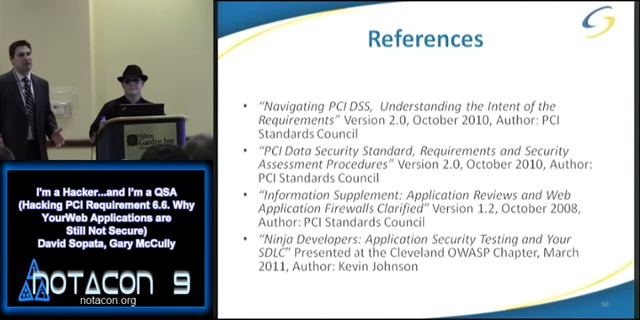 References
• "Navigating PCI DSS, Understanding the Intent of the
Requirements" Version 2.0, October 2010, Author: PCI
Standards Council
• "PCI Data Security Standard, Requirements and Security
Assessment Procedures" Version 2.0, October 2010, Author:
PCI Standards Council
• "Information Supplement: Application Reviews and Web
Application Firewalls Clarified" Version 1.2, October 2008,
Author: PCI Standards Council
• "Ninja Developers: Application Security Testing and Your
SDLC" Presented at the Cleveland OWASP Chapter, March
2011, Author: Kevin Johnson
50
Hilton
Garden Inn
I'm a Hacker...and I'm a QSA
(Hacking PCI Requirement 6.6. Why
YourWeb Applications are
Still Not Secure)
David Sopata, Gary McCully
NOTACON 9
notacon.org